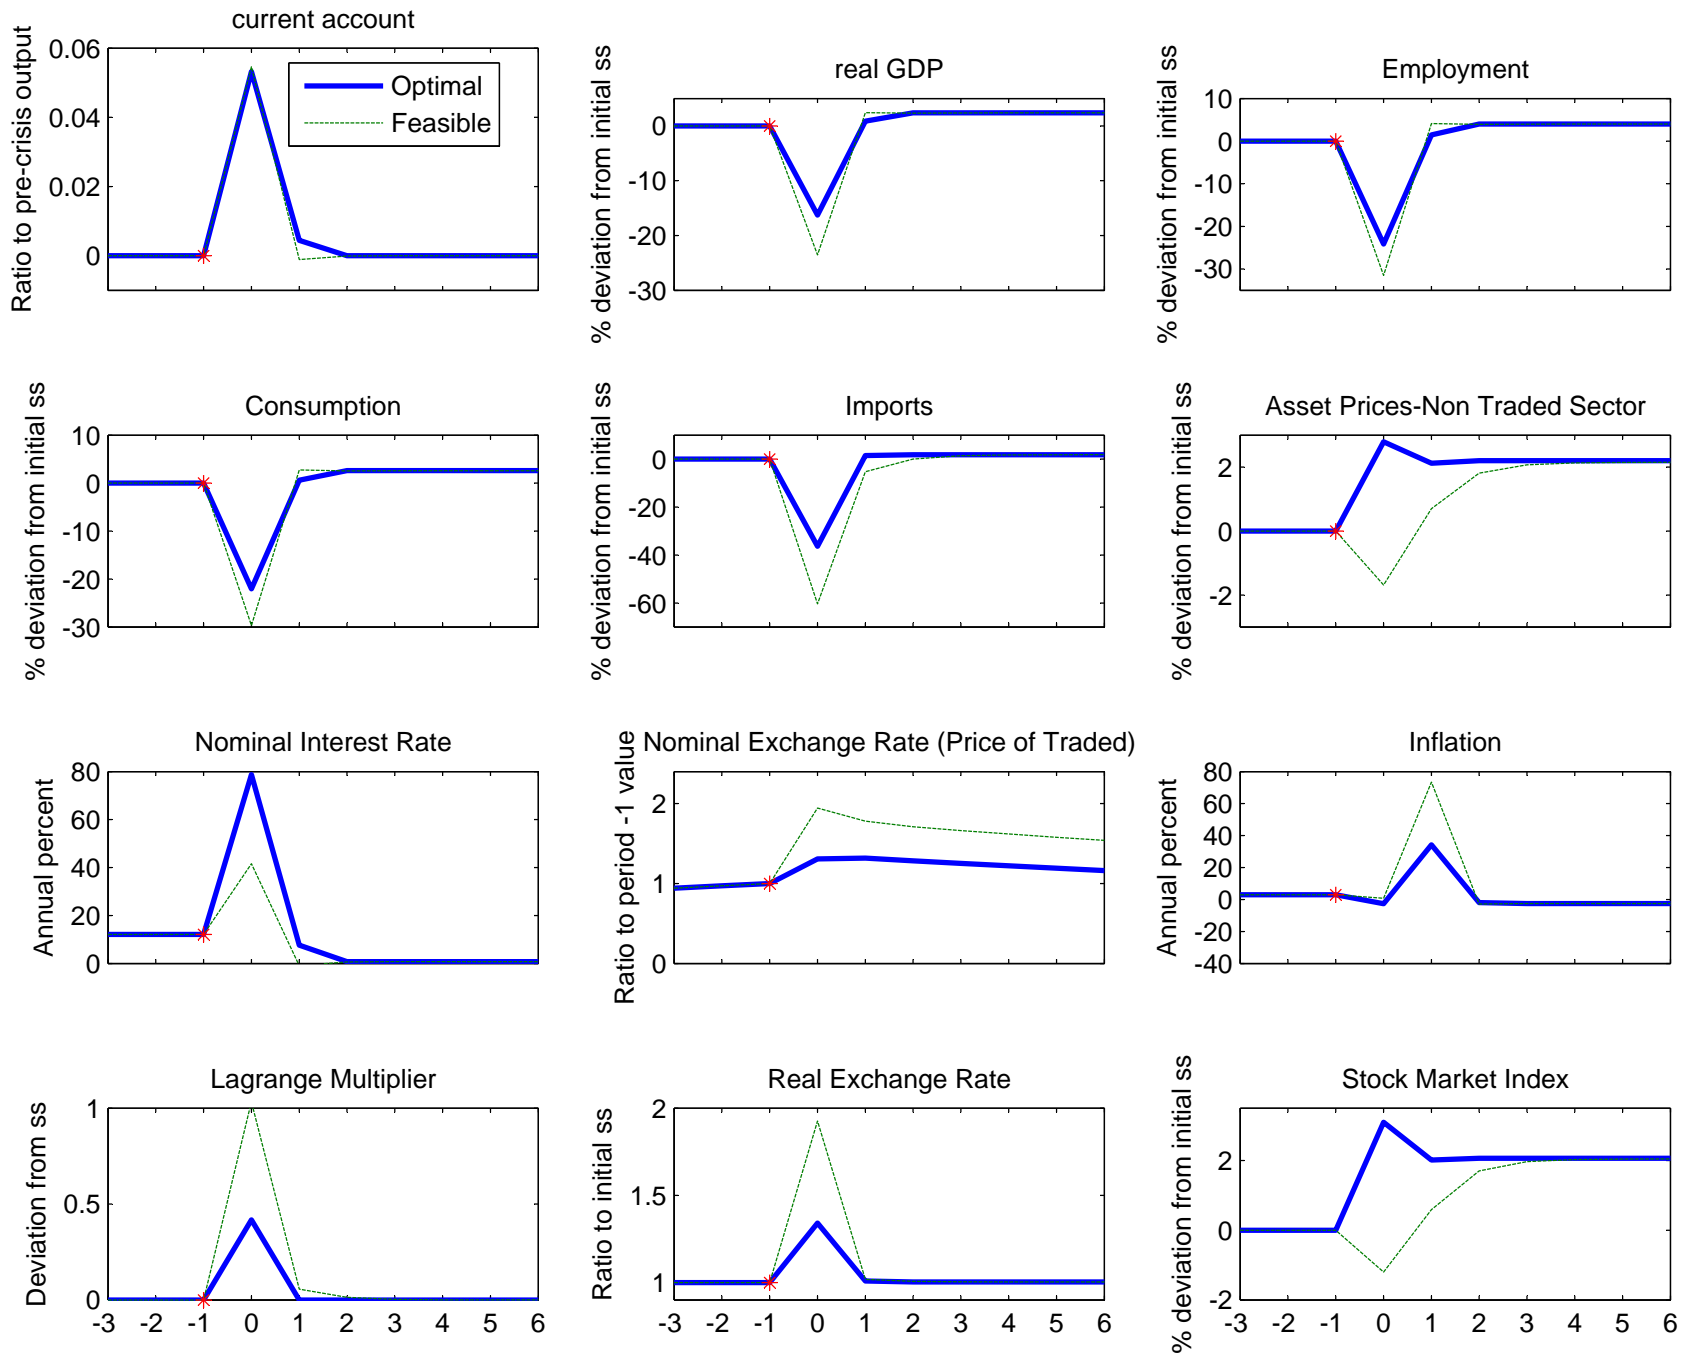 current account
Ratio to pre-crisis output
0.06
0.04
0.02
0
Optimal
Feasible
real GDP
% deviation from initial ss
0
-10
-20
-30
Employment
% deviation from initial ss
10
0
-10
-20
-30
Consumption
% deviation from initial ss
10
0
-10
-20
-30
Imports
% deviation from initial ss
0
-20
-40
-60
Asset Prices-Non Traded Sector
% deviation from initial ss
2
0
-2
Nominal Interest Rate
Annual percent
80
60
40
20
0
Nominal Exchange Rate (Price of Traded)
Ratio to period -1 value
2
1
0
Inflation
Annual percent
80
60
40
20
0
-20
-40
Lagrange Multiplier
Deviation from ss
1
0.5
0
-3 -2 -1 0 1 2 3 4 5 6
Real Exchange Rate
Ratio to initial ss
2
1.5
1
-3 -2 -1 0 1 2 3 4 5 6
Stock Market Index
% deviation from initial ss
2
0
-2
-3 -2 -1 0 1 2 3 4 5 6